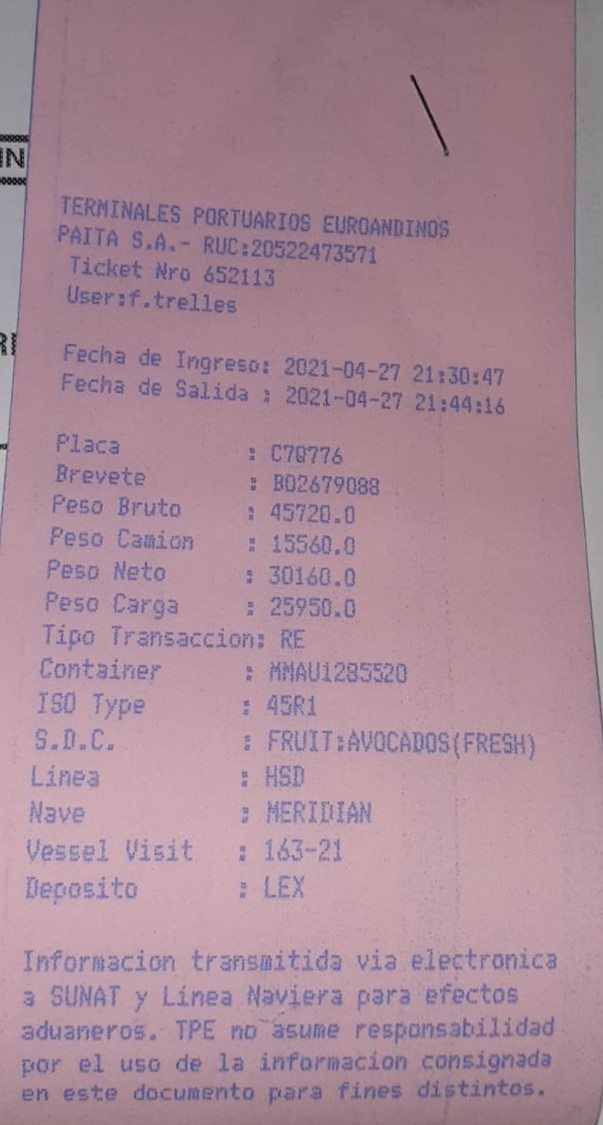 IN
TERMINALES PORTUARIOS EUROANDINOS
PAITA S.A.- RUC:20522473571
Ticket Nro 652113
User:f.trelles
Fecha de Ingreso: 2021-04-27 21:30:47
Fecha de Salida : 2021-04-27 21:44:16
Placa : C7Q776
Brevete : B02679088
Peso Bruto : 45720.0
Peso Camion : 15560.0
Peso Neto : 30160.0
Peso Carga : 25950.0
Tipo Transaccion: RE
Container : MMAU1285520
ISO Type : 45R1
S.D.C. : FRUIT:AVOCADOS(FRESH)
Linea : HSD
Nave : MERIDIAN
Vessel Visit : 163-21
Deposito : LEX
Informacion transmitida via electronica
a SUNAT y Linea Naviera para efectos
aduaneros. TPE no asume responsabilidad
por el uso de la informacion consignada
en este documento para fines distintos.